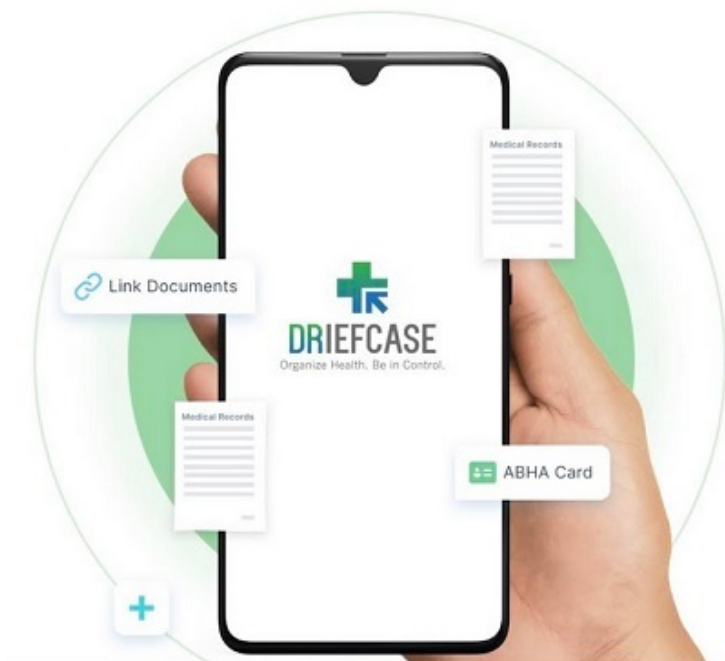 Medical Records
Link Documents
DRIEFCASE
Organize Health. Be in Control.
Medical Records
ABHA Card